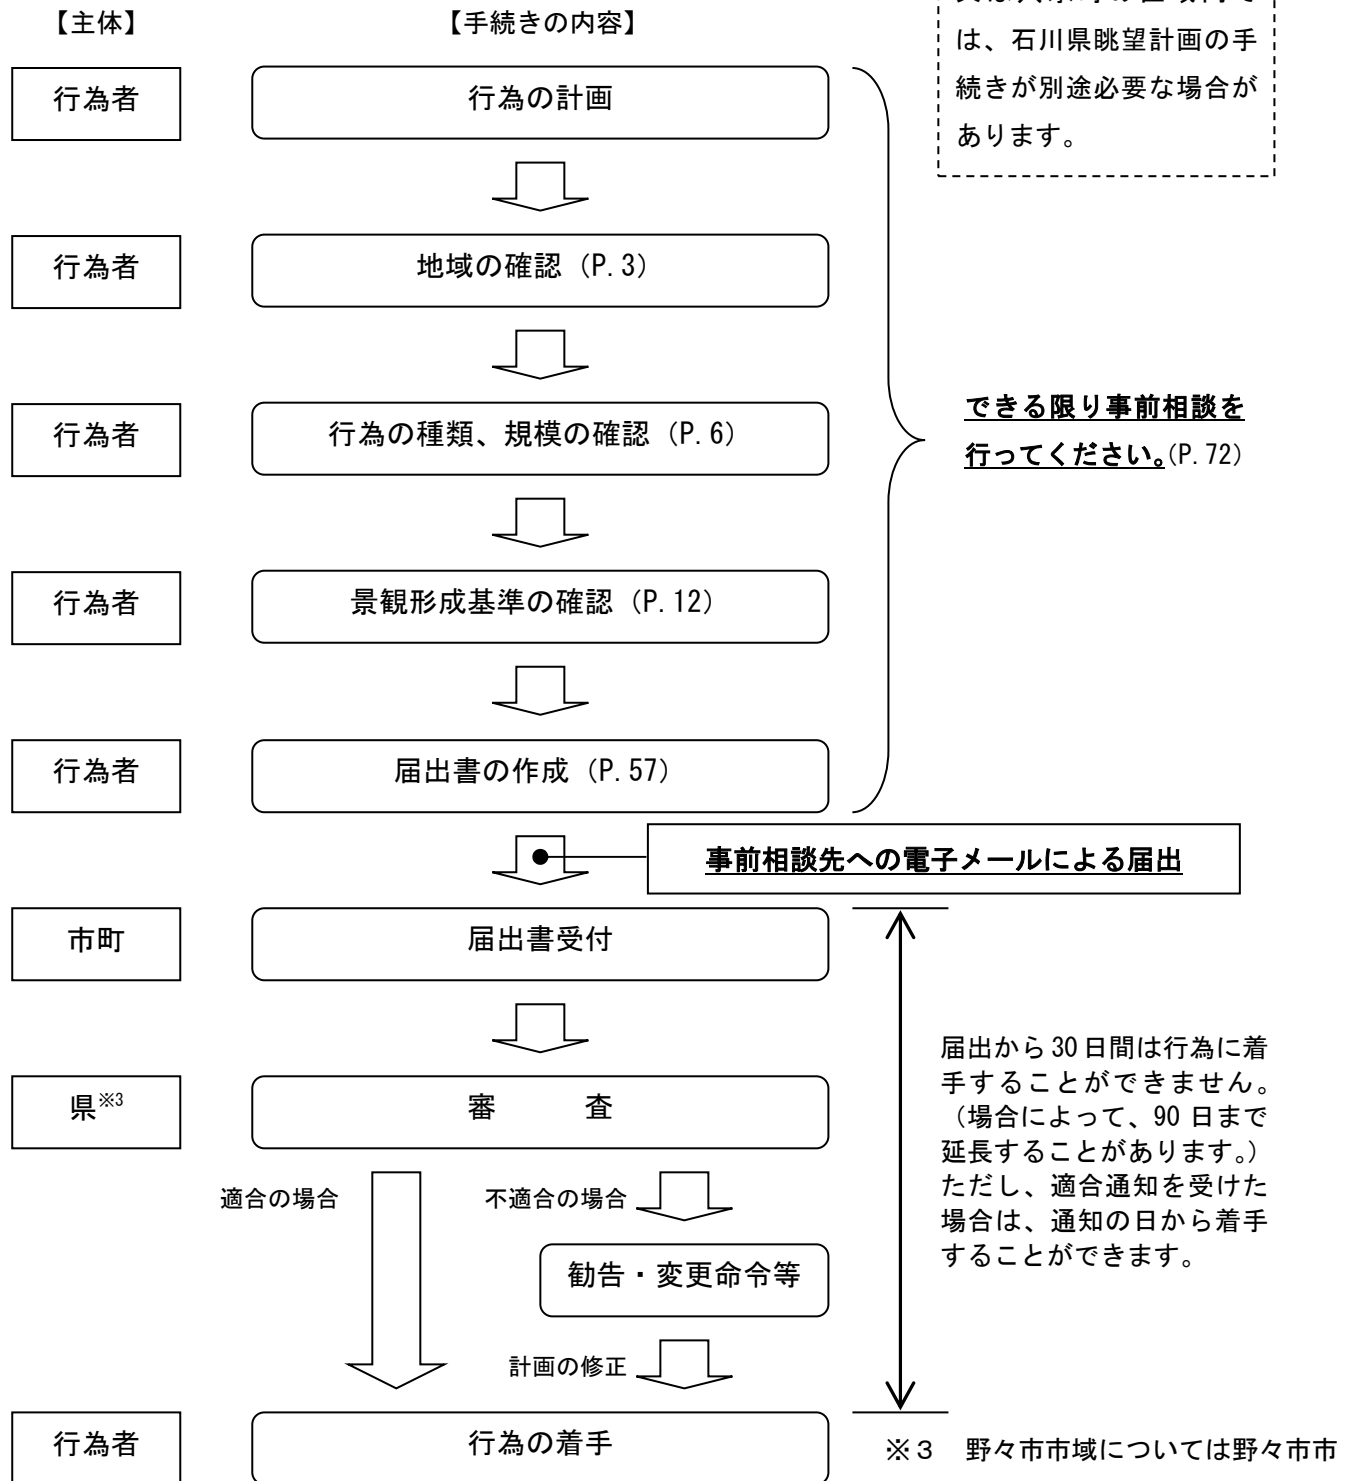 【主体】
【手続きの内容】
は、石川県眺望計画の手
続きが別途必要な場合が
あります。
行為者
行為の計画
行為者
地域の確認（P.3）
行為者
行為の種類、規模の確認（P.6）
できる限り事前相談を
行ってください。(P.72)
行為者
景観形成基準の確認（P.12）
行為者
届出書の作成（P.57）
事前相談先への電子メールによる届出
市町
届出書受付
県※3
審　　　査
届出から30日間は行為に着
手することができません。
（場合によって、90日まで
延長することがあります。）
ただし、適合通知を受けた
場合は、通知の日から着手
することができます。
適合の場合
不適合の場合
勧告・変更命令等
計画の修正
行為者
行為の着手
※３　野々市市域については野々市市